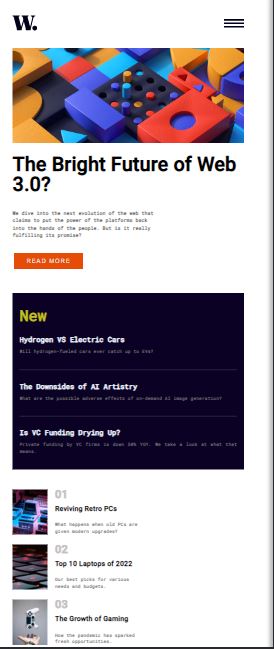 W.
The Bright Future of Web
3.0?
We dive into the next evolution of the web that
claims to put the power of the platforms back
into the hands of the people. But is it really
fulfilling its promise?
READ MORE
New
Hydrogen VS Electric Cars
Will hydrogen-fueled cars ever catch up to EVs?
The Downsides of AI Artistry
What are the possible adverse effects of on-demand AI image generation?
Is VC Funding Drying Up?
Private funding by VC firms is down 50% YOY. We take a look at what that
means.
01
Reviving Retro PCs
What happens when old PCs are
given modern upgrades?
02
Top 10 Laptops of 2022
Our best picks for various
needs and budgets.
03
The Growth of Gaming
How the pandemic has sparked
fresh opportunities.